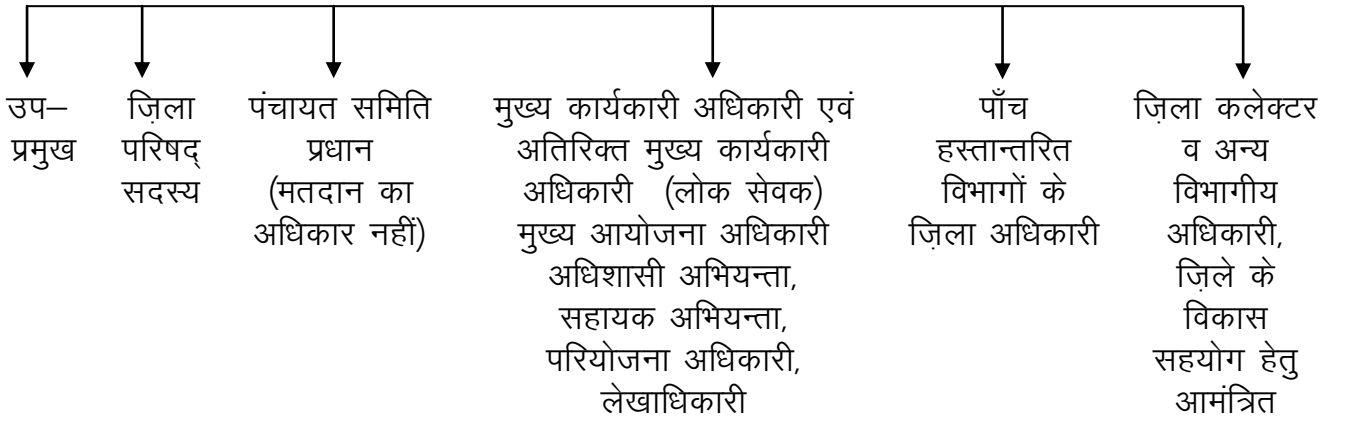 उप–
प्रमुख
ज़िला
परिषद्
सदस्य
पंचायत समिति
प्रधान
(मतदान का
अधिकार नहीं)
मुख्य कार्यकारी अधिकारी एवं
अतिरिक्त मुख्य कार्यकारी
अधिकारी (लोक सेवक)
मुख्य आयोजना अधिकारी
अधिशासी अभियन्ता,
सहायक अभियन्ता,
परियोजना अधिकारी,
लेखाधिकारी
पाँच
हस्तान्तरित
विभागों के
ज़िला अधिकारी
ज़िला कलेक्टर
व अन्य
विभागीय
अधिकारी,
ज़िले के
विकास
सहयोग हेतु
आमंत्रित